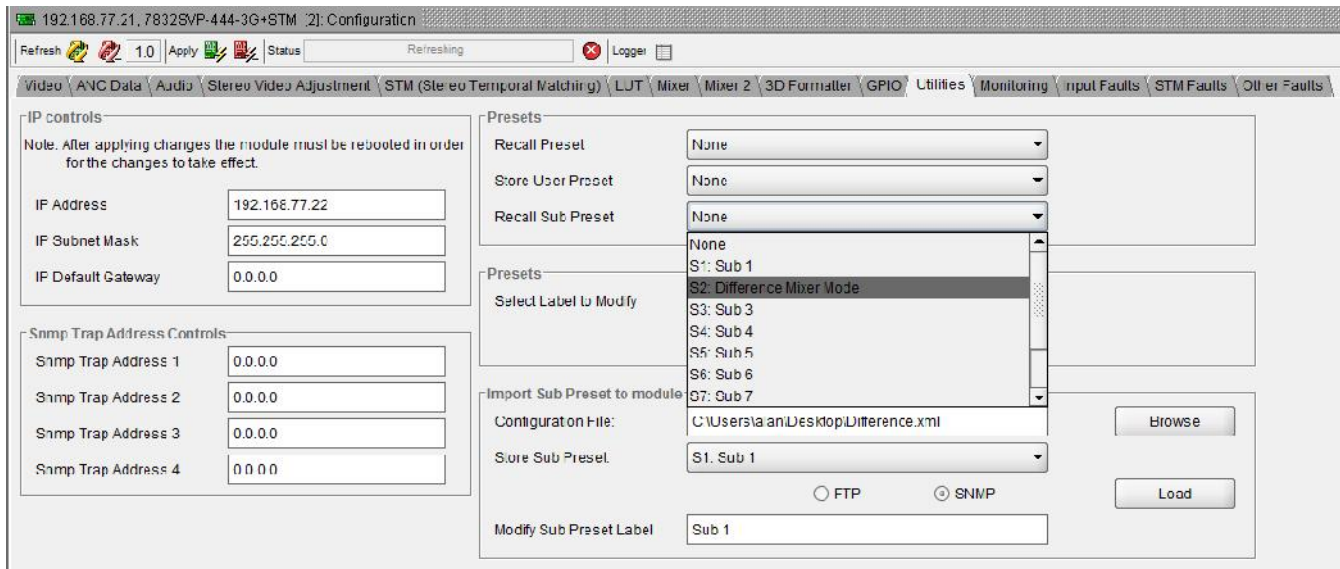 192.168.77.21, 7832SVP-444-3G+STM [2]: Configuration
Refresh 1.0 Apply Status Refreshing Logger
Video ANC Data Audio Stereo Video Adjustment STM (Stereo Temporal Matching) LUT Mixer Mixer 2 3D Formatter GPIO Utilities Monitoring Input Faults STM Faults Other Faults
IP controls
Note. After applying changes the module must be rebooted in order
for the changes to take effect.
IP Address 192.168.77.22
IP Subnet Mask 255.255.255.0
IP Default Gateway 0.0.0.0
Snmp Trap Address Controls
Snmp Trap Address 1 0.0.0.0
Snmp Trap Address 2 0.0.0.0
Snmp Trap Address 3 0.0.0.0
Snmp Trap Address 4 0.0.0.0
Presets
Recall Preset None
Store User Preset None
Recall Sub Preset None
None
S1: Sub 1
S2: Difference Mixer Mode
S3: Sub 3
S4: Sub 4
S5: Sub 5
S6: Sub 6
S7: Sub 7
Presets
Select Label to Modify
Import Sub Preset to module
Configuration File: C:\Users\alan\Desktop\Difference.xml Browse
Store Sub Preset S1: Sub 1
FTP SNMP Load
Modify Sub Preset Label Sub 1